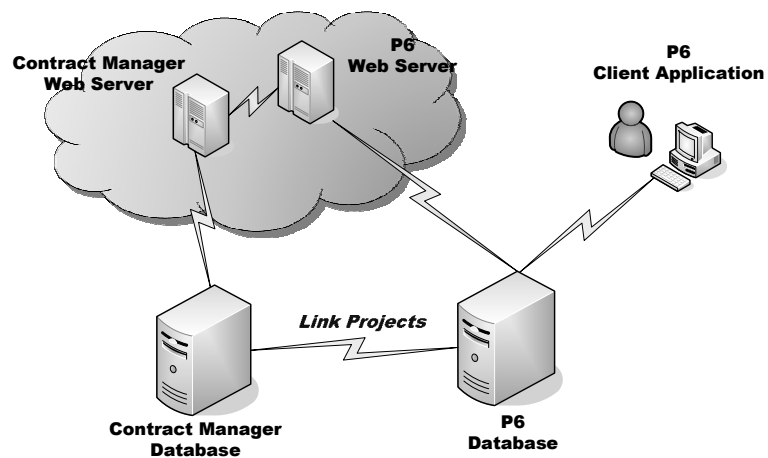 Contract Manager
Web Server
P6
Web Server
P6
Client Application
Link Projects
Contract Manager
Database
P6
Database